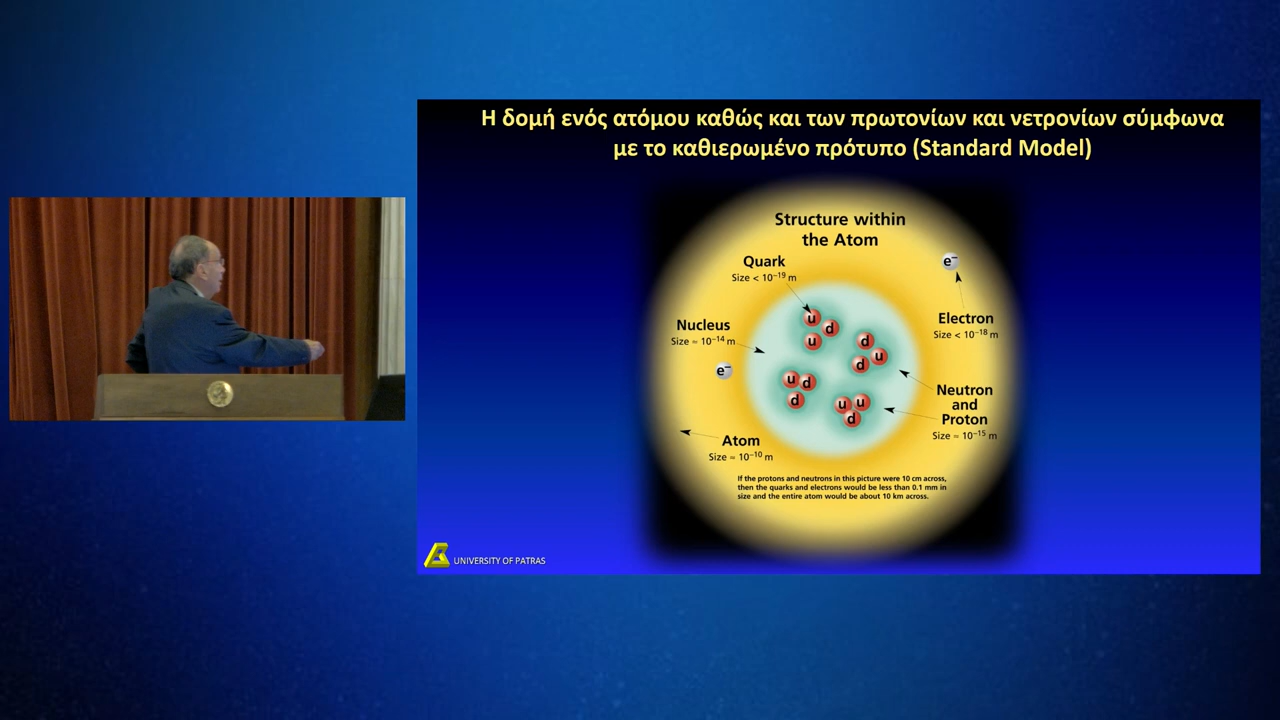 Η δομή ενός ατόμου καθώς και των πρωτονίων και νετρονίων σύμφωνα
με το καθιερωμένο πρότυπο (Standard Model)
Structure within
the Atom
Quark
Size < 10⁻¹⁹ m
e⁻
Electron
Size < 10⁻¹⁸ m
Nucleus
Size ≈ 10⁻¹⁴ m
u
d
u
d
u
d
e⁻
u d
d
u u
d
Neutron
and
Proton
Size ≈ 10⁻¹⁵ m
Atom
Size ≈ 10⁻¹⁰ m
If the protons and neutrons in this picture were 10 cm across,
then the quarks and electrons would be less than 0.1 mm in
size and the entire atom would be about 10 km across.
UNIVERSITY OF PATRAS